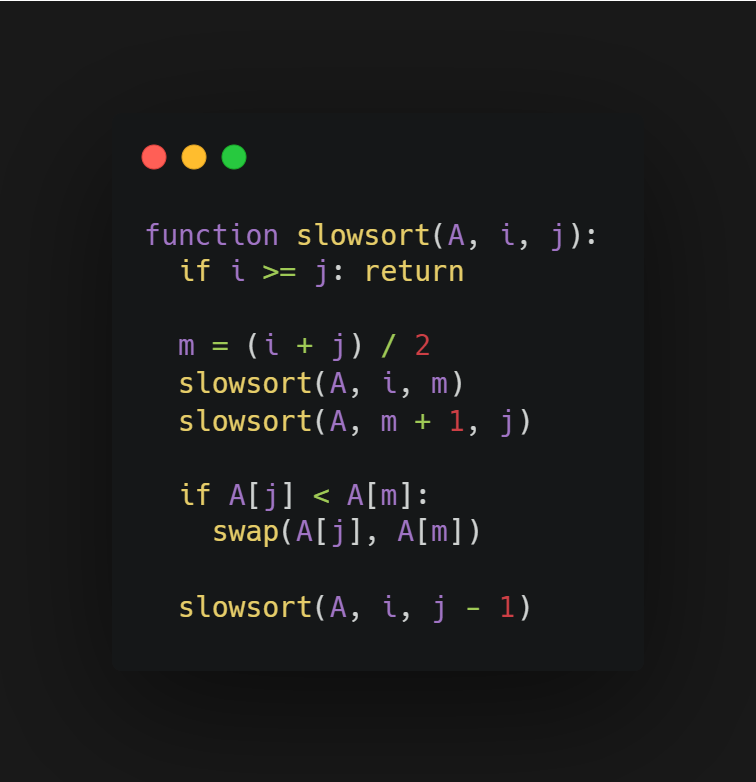 function slowsort(A, i, j):
  if i >= j: return

  m = (i + j) / 2
  slowsort(A, i, m)
  slowsort(A, m + 1, j)

  if A[j] < A[m]:
    swap(A[j], A[m])

  slowsort(A, i, j - 1)